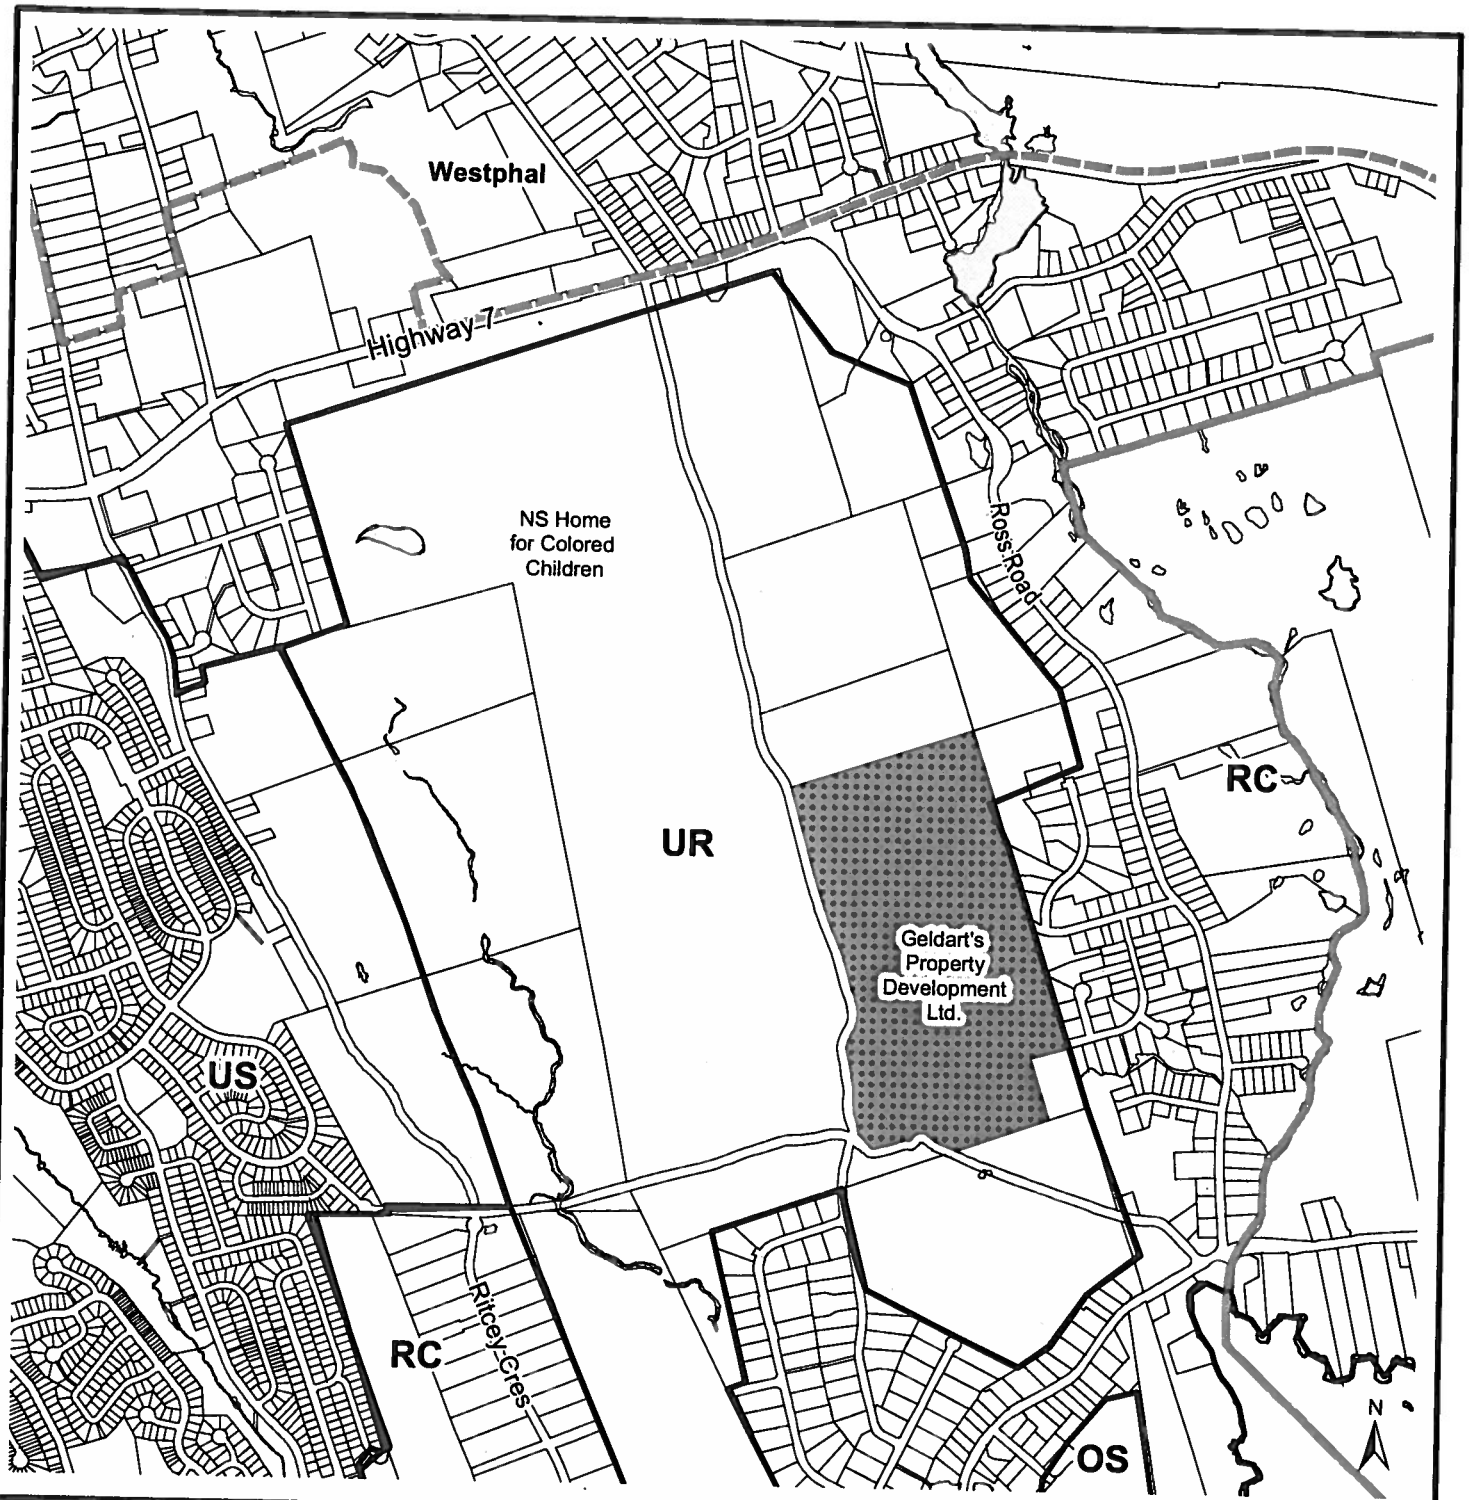 Westphal
Highway 7
NS Home
for Colored
Children
Ross Road
RC
UR
Geldart's
Property
Development
Ltd.
US
RC
Ritcey Cres
N
OS